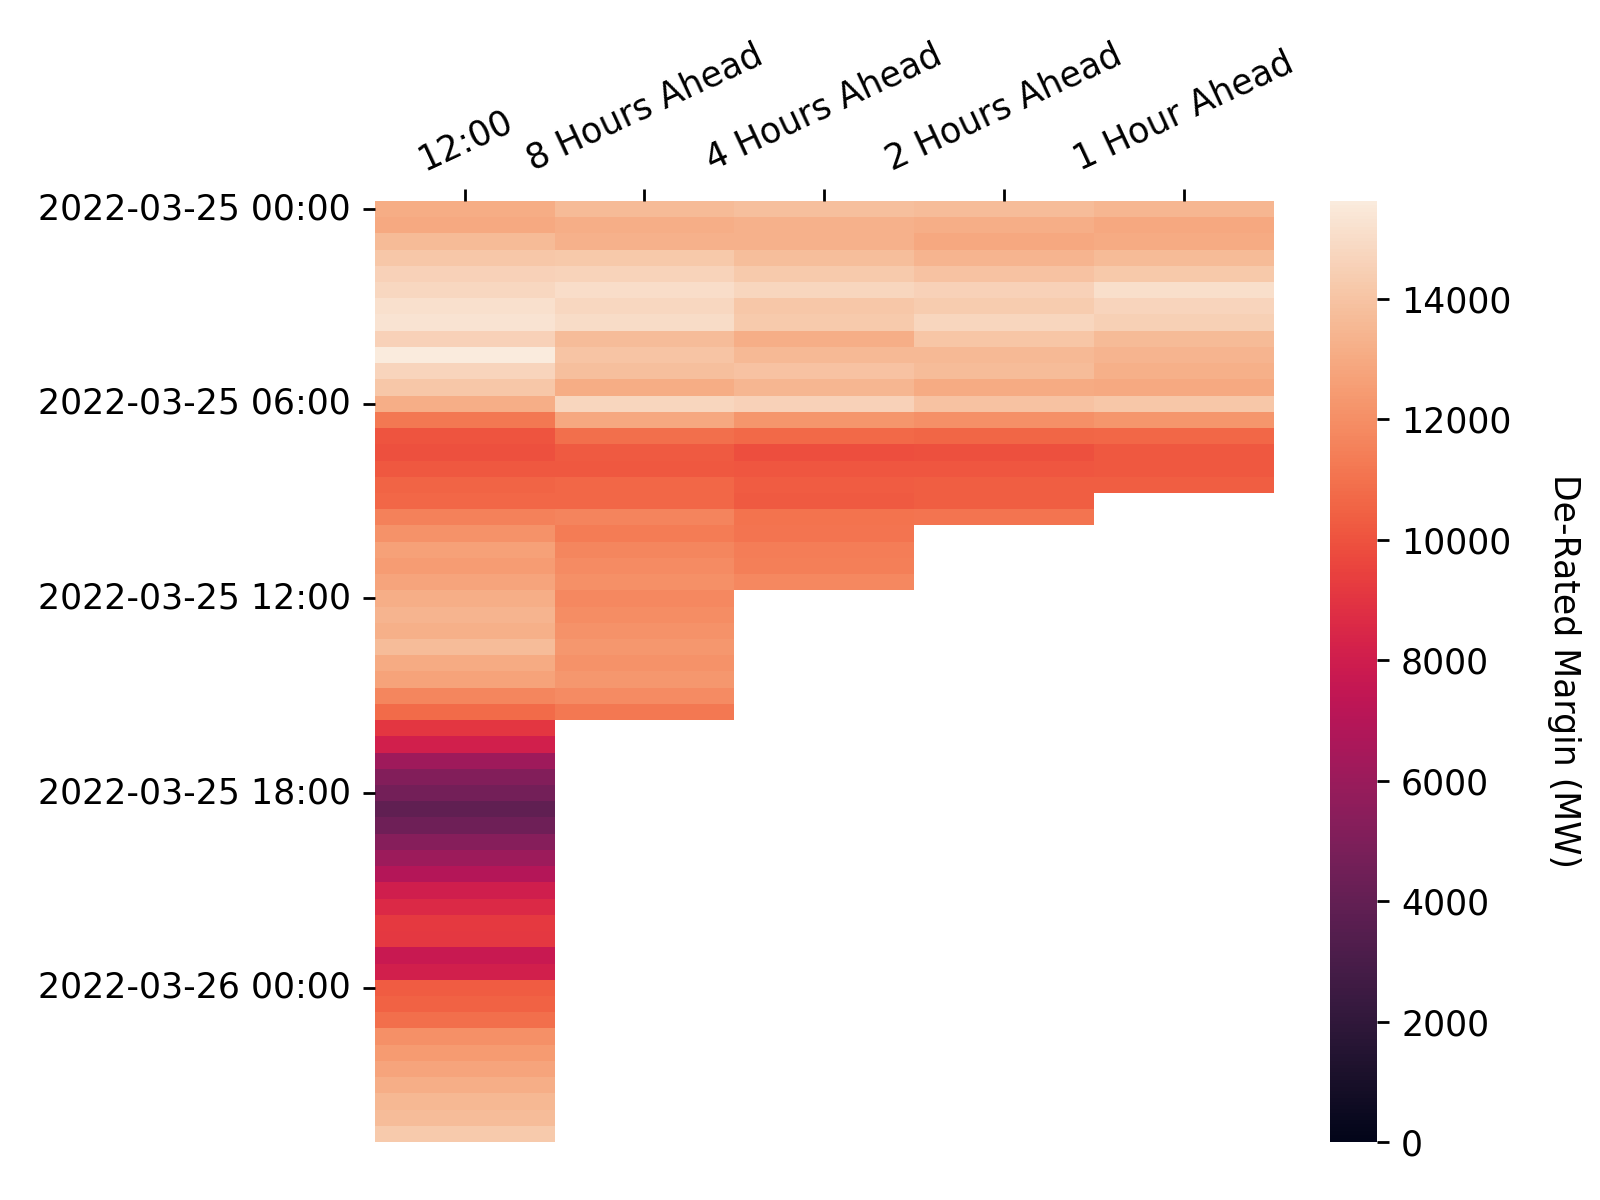 12:00
8 Hours Ahead
4 Hours Ahead
2 Hours Ahead
1 Hour Ahead
2022-03-25 00:00
2022-03-25 06:00
2022-03-25 12:00
2022-03-25 18:00
2022-03-26 00:00
14000
12000
10000
8000
6000
4000
2000
0
De-Rated Margin (MW)